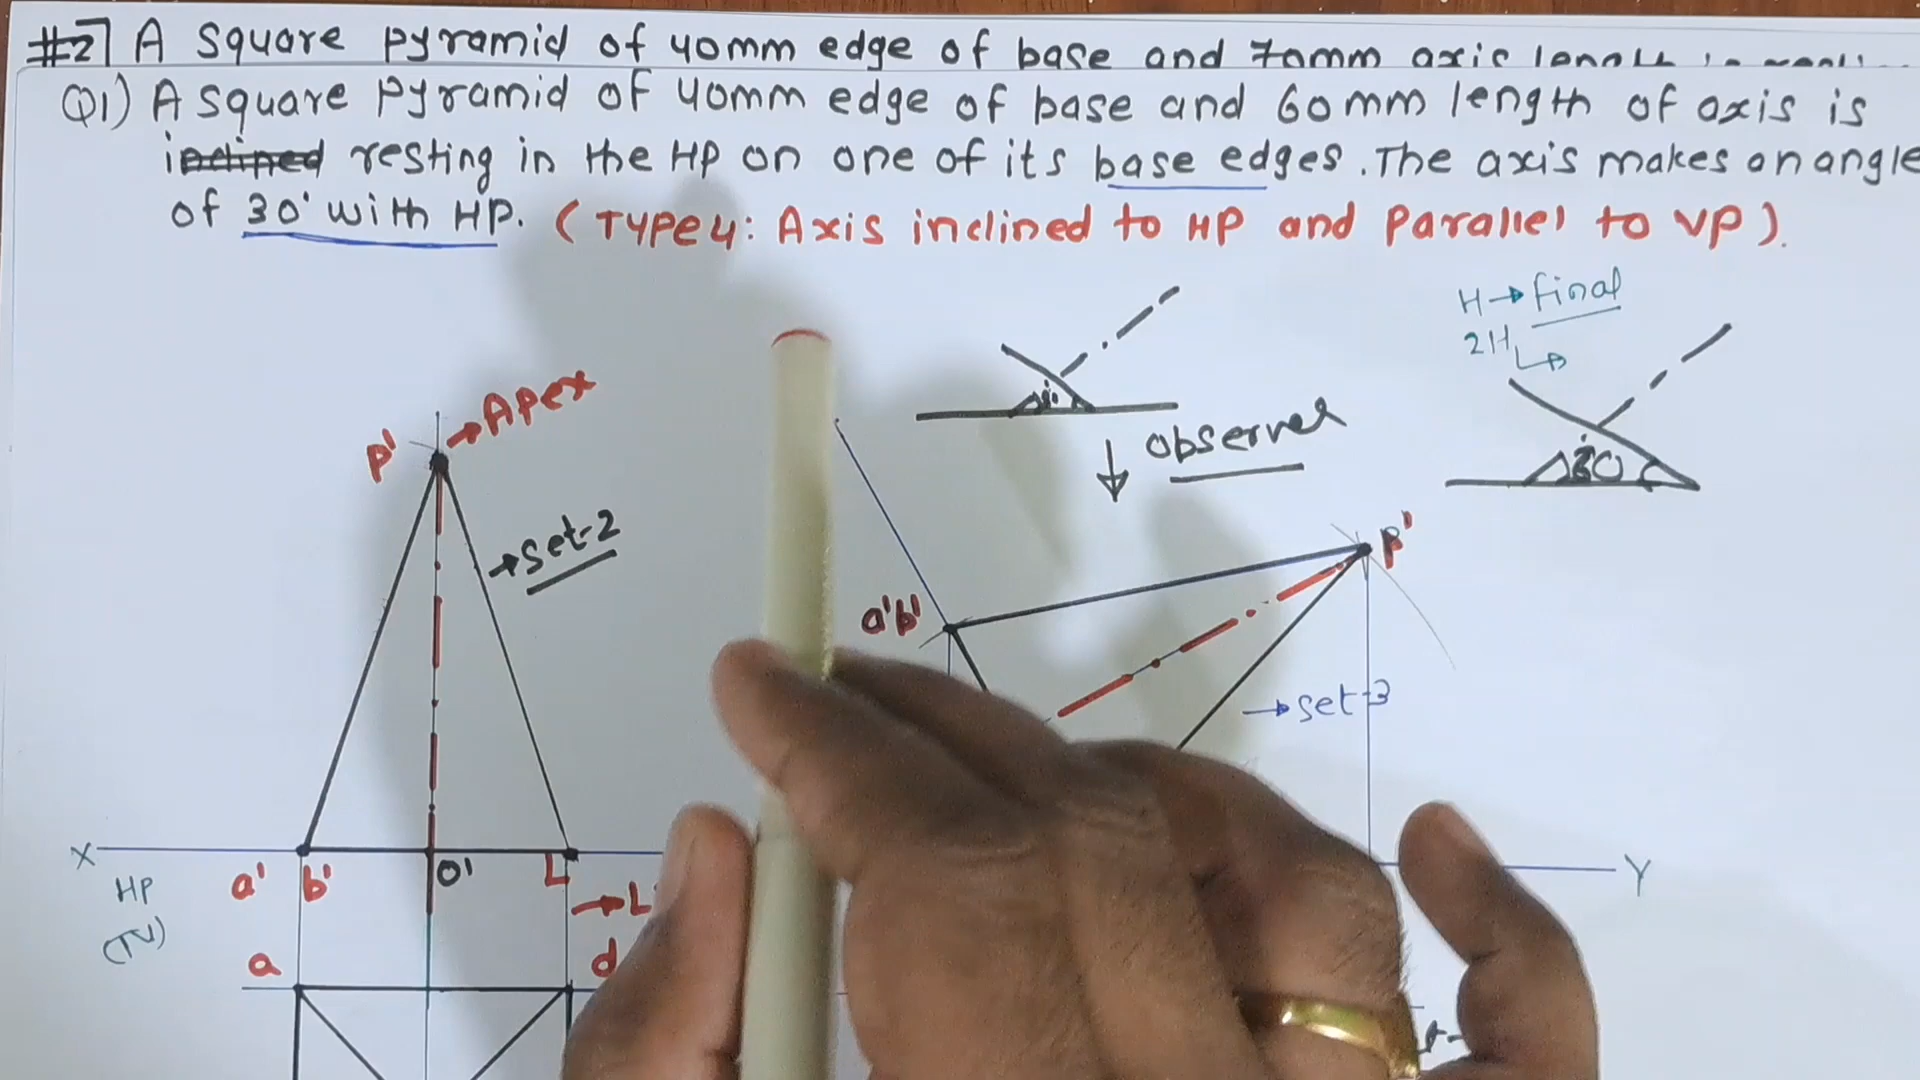 #2] A square pyramid of 40mm edge of base and 70mm axis length is
Q1) A square pyramid of 40mm edge of base and 60mm length of axis is
inclined resting in the HP on one of its base edges. The axis makes an angle
of 30° with HP. (Type 4: Axis inclined to HP and Parallel to VP).
H→final
2H
→Apex
P'
observer
→set-2
P'
a'b'
→set-3
X
Y
HP
a' b' O' L
(TV)
→L
a
d